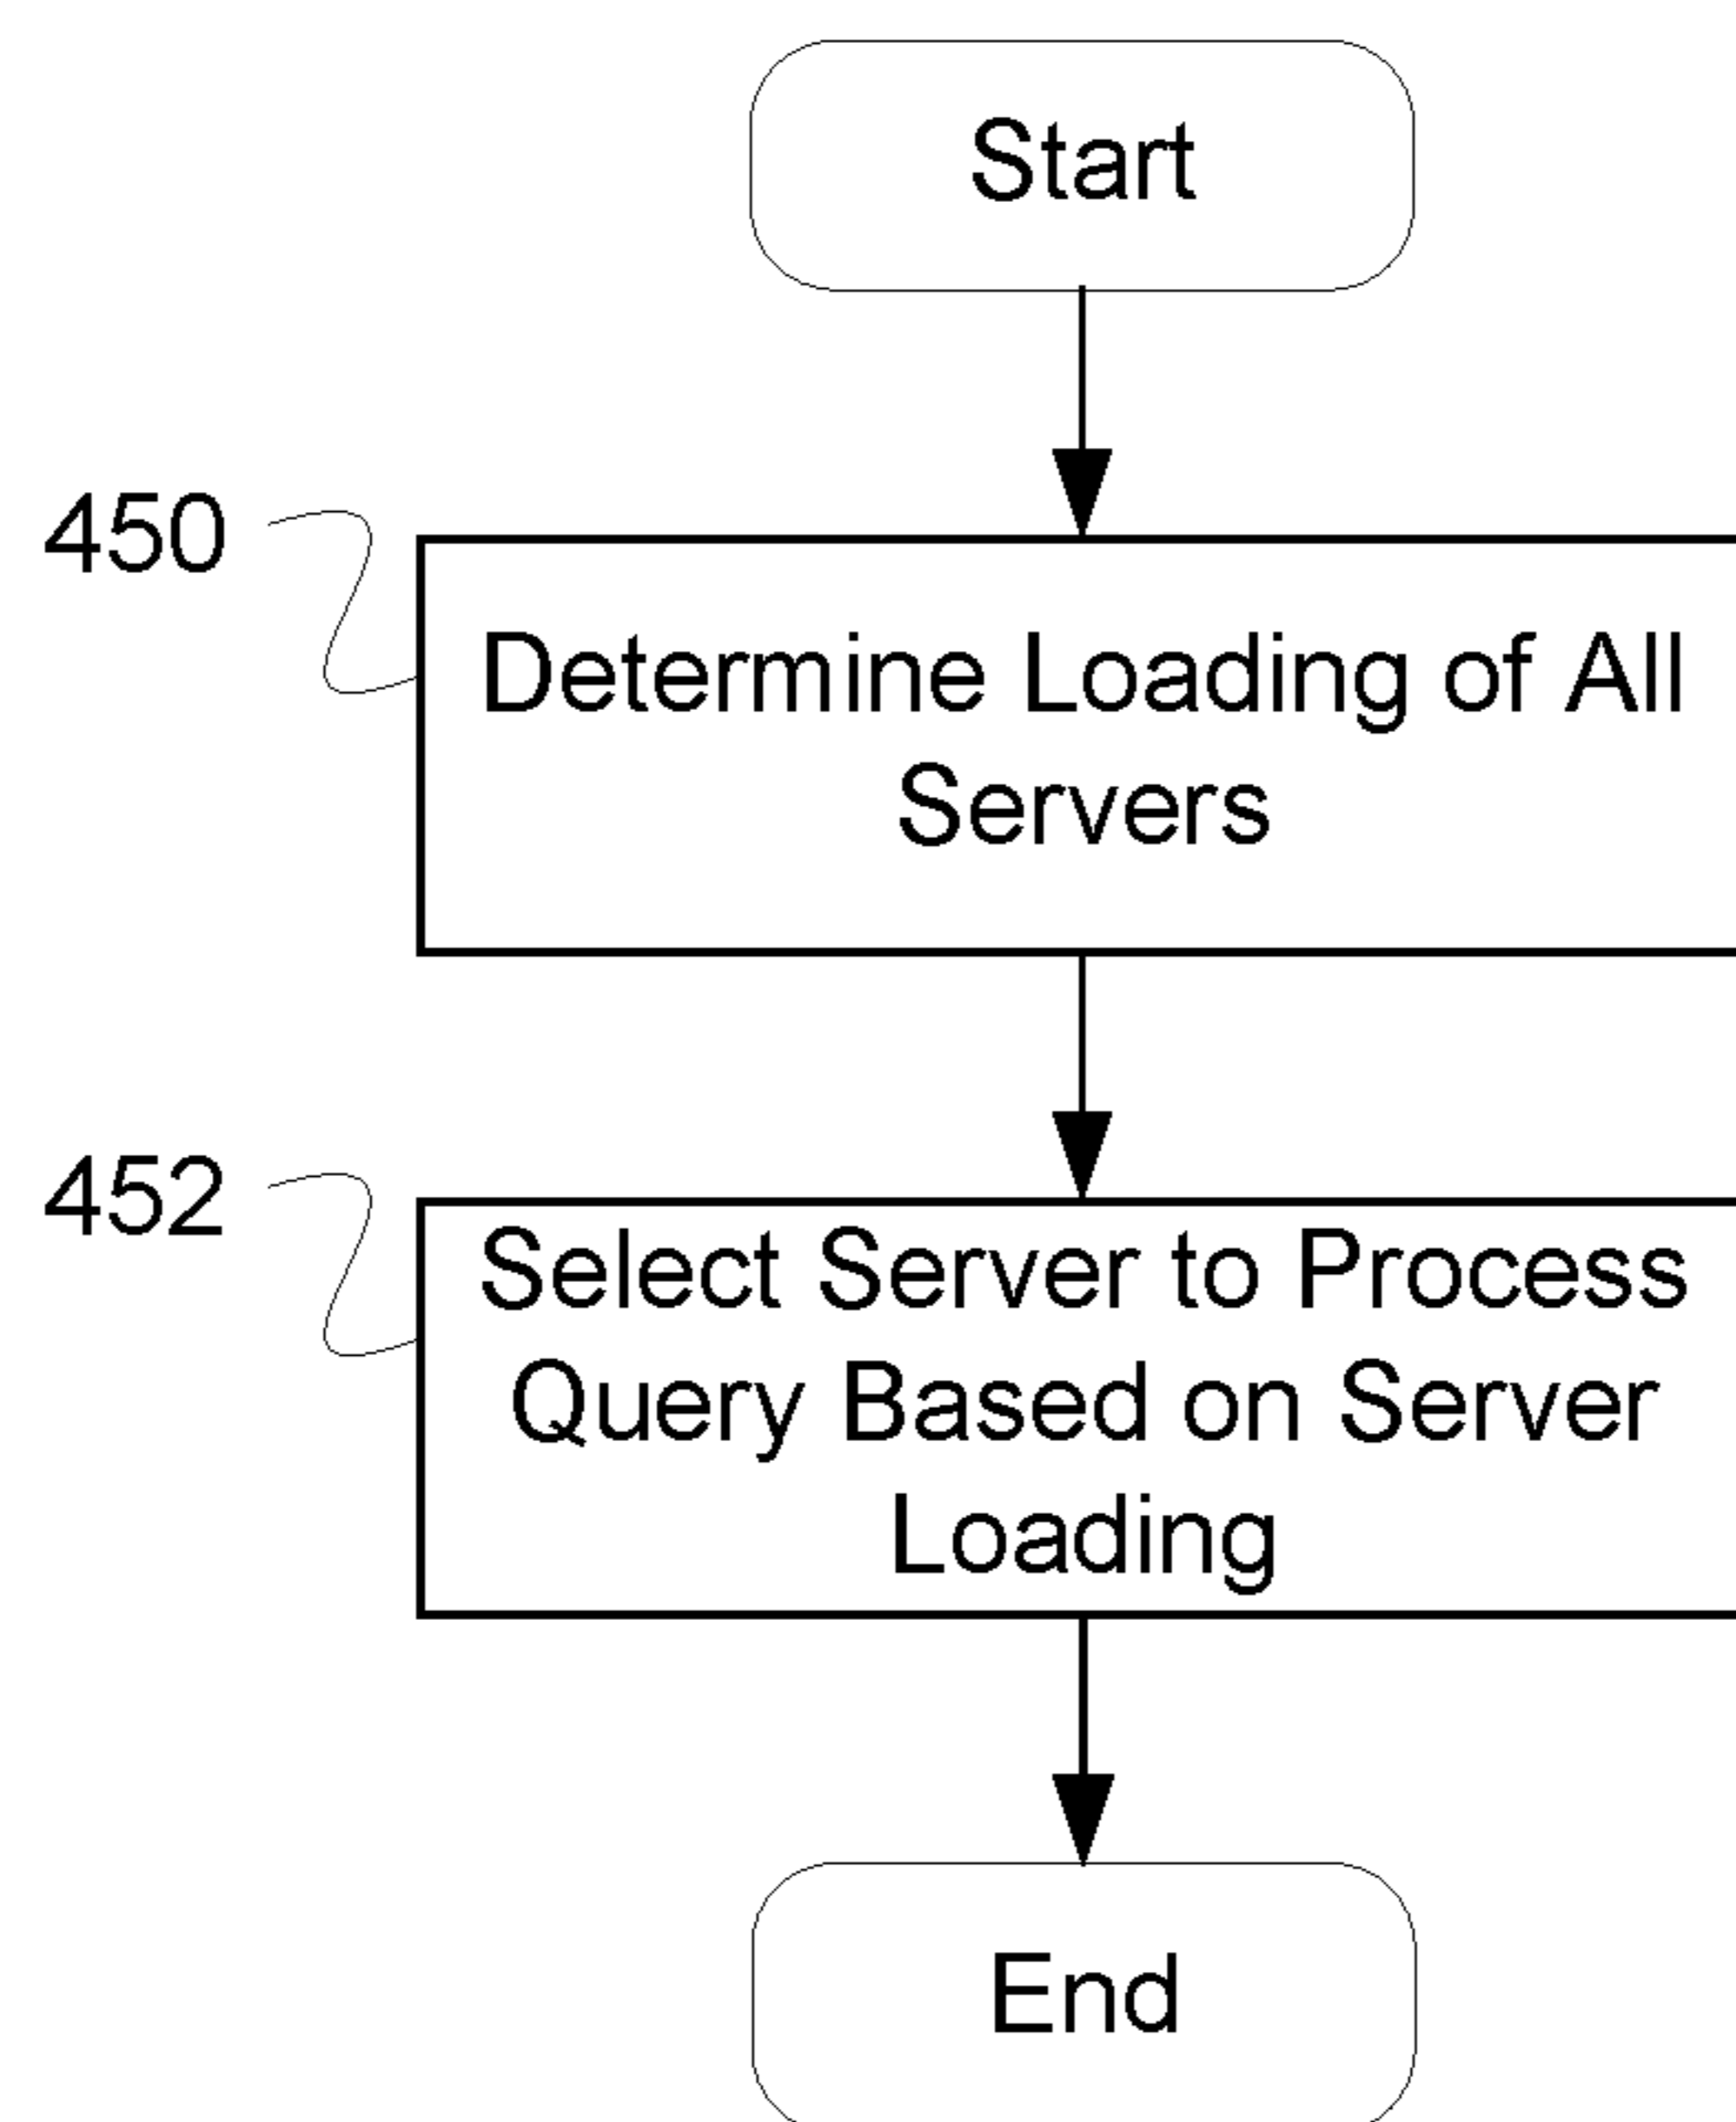 Start
450
Determine Loading of All
Servers
452
Select Server to Process
Query Based on Server
Loading
End